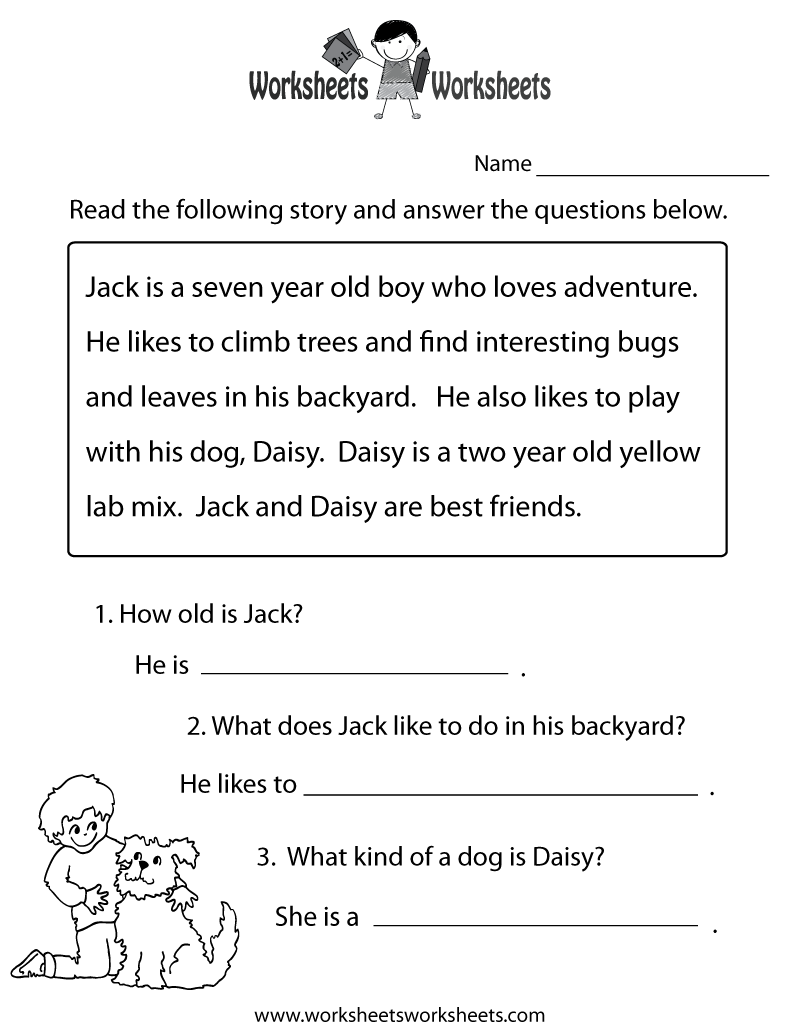 2+1=
Worksheets Worksheets
Name
Read the following story and answer the questions below.
Jack is a seven year old boy who loves adventure.
He likes to climb trees and find interesting bugs
and leaves in his backyard. He also likes to play
with his dog, Daisy. Daisy is a two year old yellow
lab mix. Jack and Daisy are best friends.
1. How old is Jack?
He is ____________________ .
2. What does Jack like to do in his backyard?
He likes to ____________________ .
3. What kind of a dog is Daisy?
She is a ____________________ .
www.worksheetsworksheets.com